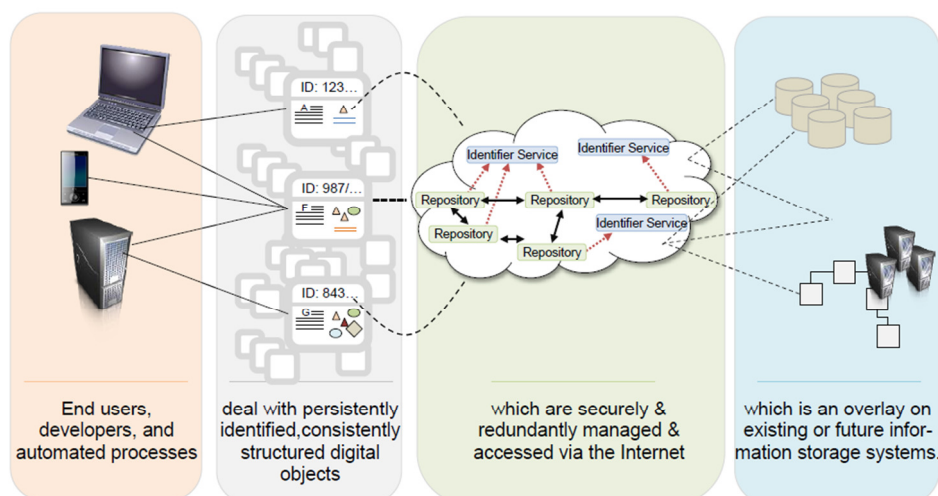 ID: 123...
A
ID: 987/...
F
ID: 843...
G
Identifier Service
Identifier Service
Repository
Repository
Repository
Identifier Service
Repository
Repository
End users,
developers, and
automated processes
deal with persistently
identified,consistently
structured digital
objects
which are securely &
redundantly managed &
accessed via the Internet
which is an overlay on
existing or future infor-
mation storage systems.